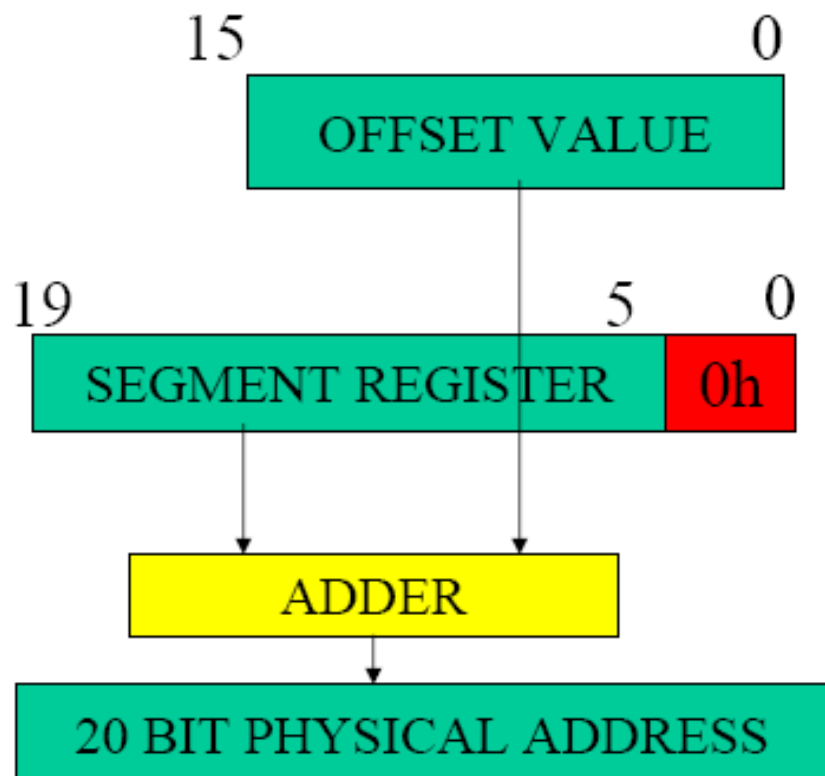 15 0
OFFSET VALUE
19 5 0
SEGMENT REGISTER 0h
ADDER
20 BIT PHYSICAL ADDRESS